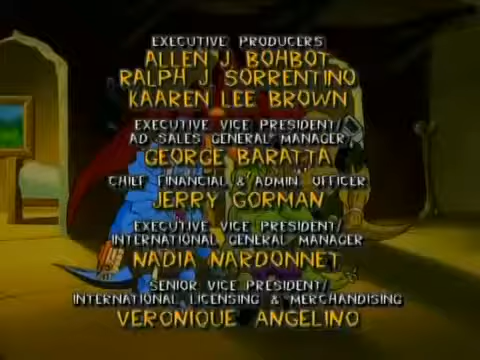 EXECUTIVE PRODUCERS
ALLEN J BOHBOT
RALPH J SORRENTINO
KAAREN LEE BROWN
EXECUTIVE VICE PRESIDENT/
AD SALES GENERAL MANAGER
GEORGE BARATTA
CHIEF FINANCIAL & ADMIN OFFICER
JERRY GORMAN
EXECUTIVE VICE PRESIDENT/
INTERNATIONAL GENERAL MANAGER
NADIA NARDONNET
SENIOR VICE PRESIDENT/
INTERNATIONAL LICENSING & MERCHANDISING
VERONIQUE ANGELINO